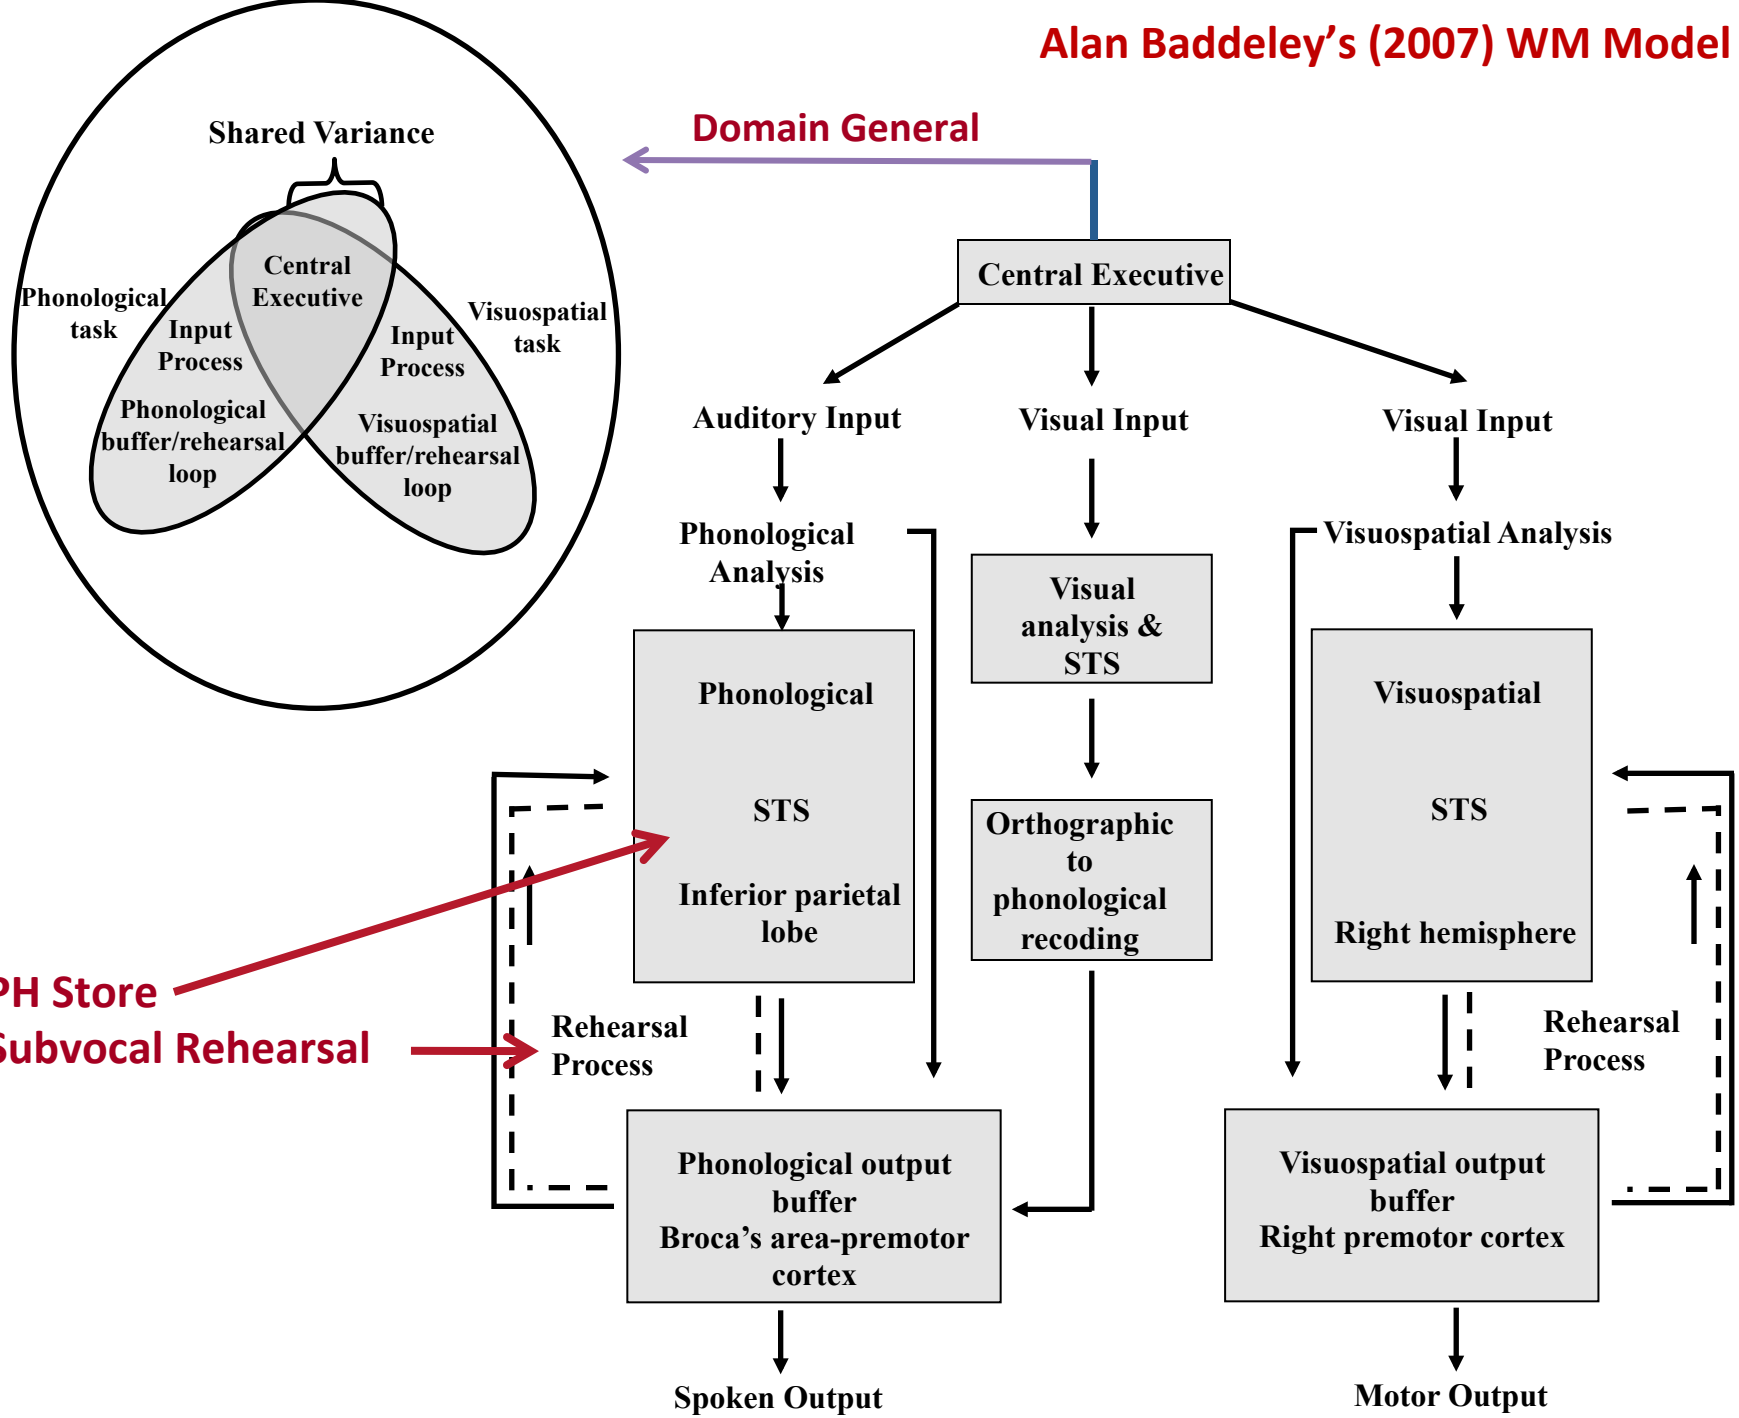 Alan Baddeley’s (2007) WM Model
Domain General
Shared Variance
Central
Executive
Phonological
task
Input
Process
Phonological
buffer/rehearsal
loop
Visuospatial
task
Input
Process
Visuospatial
buffer/rehearsal
loop
Central Executive
Auditory Input
Visual Input
Visual Input
Phonological
Analysis
Visual
analysis &
STS
Visuospatial Analysis
Phonological
STS
Inferior parietal
lobe
Orthographic
to
phonological
recoding
Visuospatial
STS
Right hemisphere
PH Store
Subvocal Rehearsal
Rehearsal
Process
Rehearsal
Process
Phonological output
buffer
Broca’s area-premotor
cortex
Visuospatial output
buffer
Right premotor cortex
Spoken Output
Motor Output